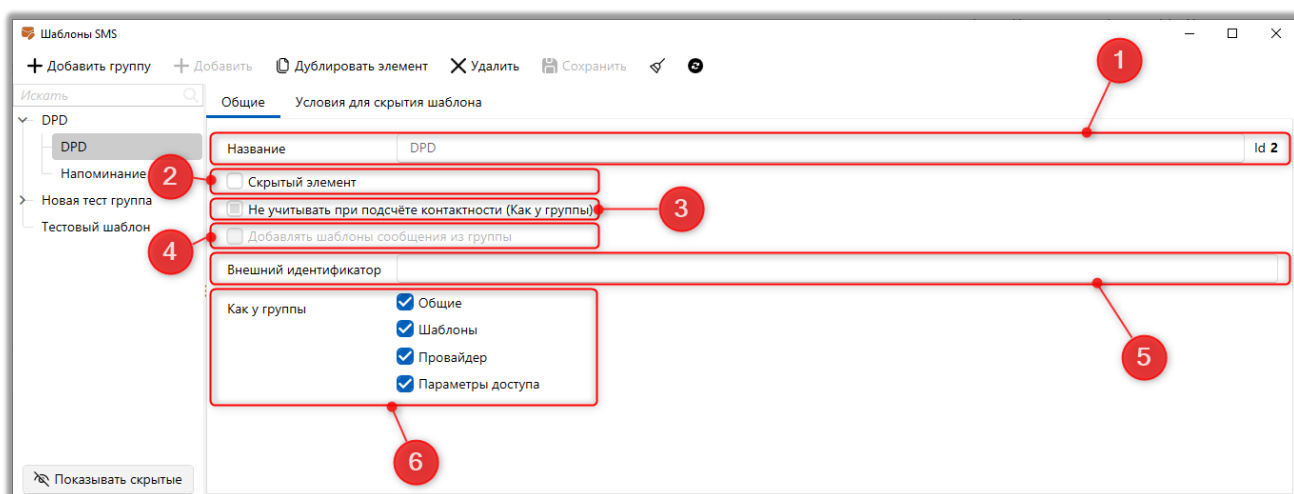 Шаблоны SMS
Добавить группу Добавить Дублировать элемент Удалить Сохранить
1
Искать
Общие Условия для скрытия шаблона
DPD
DPD
Название DPD Id 2
Напоминание
2
Скрытый элемент
Новая тест группа
Не учитывать при подсчёте контактности (Как у группы)
3
Тестовый шаблон
4
Добавлять шаблоны сообщения из группы
Внешний идентификатор
Как у группы
Общие
Шаблоны
Провайдер
Параметры доступа
5
6
Показывать скрытые